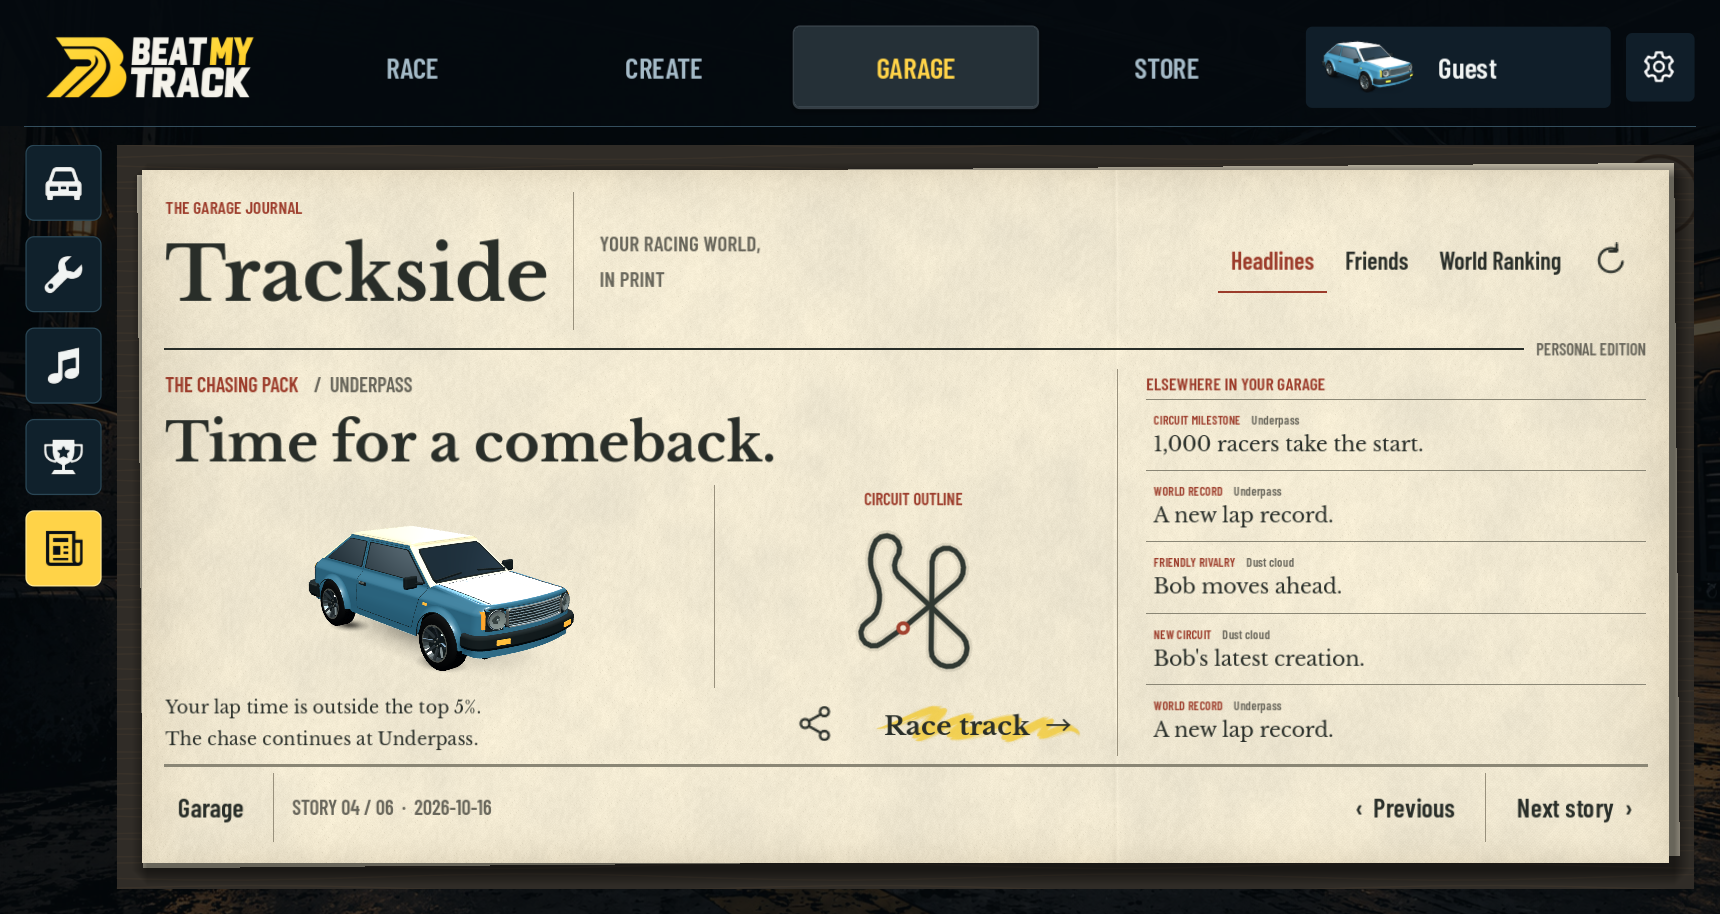 BEATMY
TRACK
RACE
CREATE
GARAGE
STORE
Guest
THE GARAGE JOURNAL
Trackside
YOUR RACING WORLD,
IN PRINT
Headlines
Friends
World Ranking
PERSONAL EDITION
THE CHASING PACK / UNDERPASS
Time for a comeback.
CIRCUIT OUTLINE
Your lap time is outside the top 5%.
The chase continues at Underpass.
Race track →
ELSEWHERE IN YOUR GARAGE
CIRCUIT MILESTONE Underpass
1,000 racers take the start.
WORLD RECORD Underpass
A new lap record.
FRIENDLY RIVALRY Dust cloud
Bob moves ahead.
NEW CIRCUIT Dust cloud
Bob's latest creation.
WORLD RECORD Underpass
A new lap record.
Garage
STORY 04 / 06 · 2026-10-16
‹ Previous
Next story ›